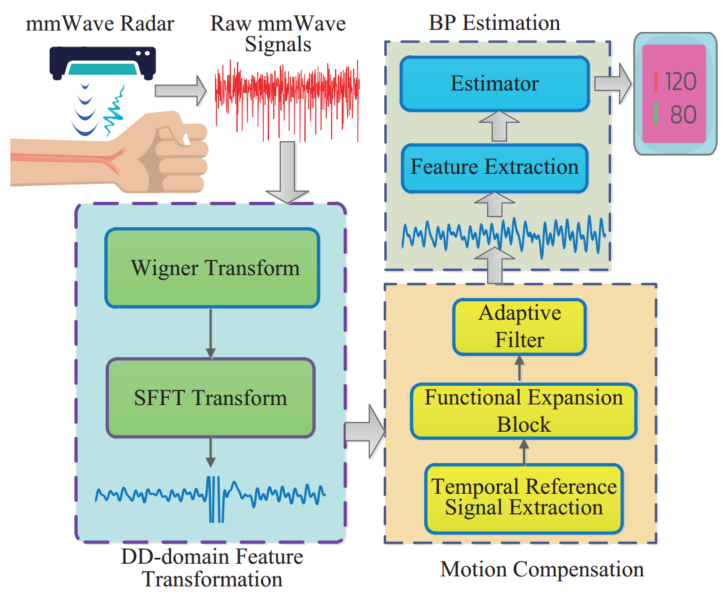 mmWave Radar
Raw mmWave
Signals
BP Estimation
Estimator
120
80
Feature Extraction
Wigner Transform
SFFT Transform
DD-domain Feature
Transformation
Adaptive
Filter
Functional Expansion
Block
Temporal Reference
Signal Extraction
Motion Compensation